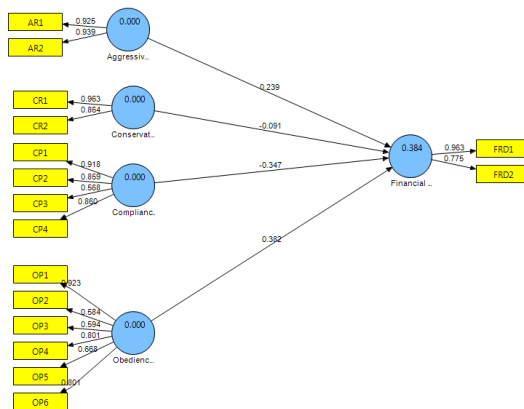 AR1
0.925
0.000
AR2
0.939
Aggressiv...
0.239
CR1
0.963
0.000
CR2
0.864
Conservat...
-0.091
CP1
0.918
CP2
0.859
0.000
CP3
0.568
Complianc...
CP4
0.860
-0.347
0.384
Financial ...
0.963
FRD1
0.775
FRD2
0.382
OP1
0.923
OP2
0.584
OP3
0.594
0.000
OP4
0.801
Obedienc...
OP5
0.668
OP6
0.801